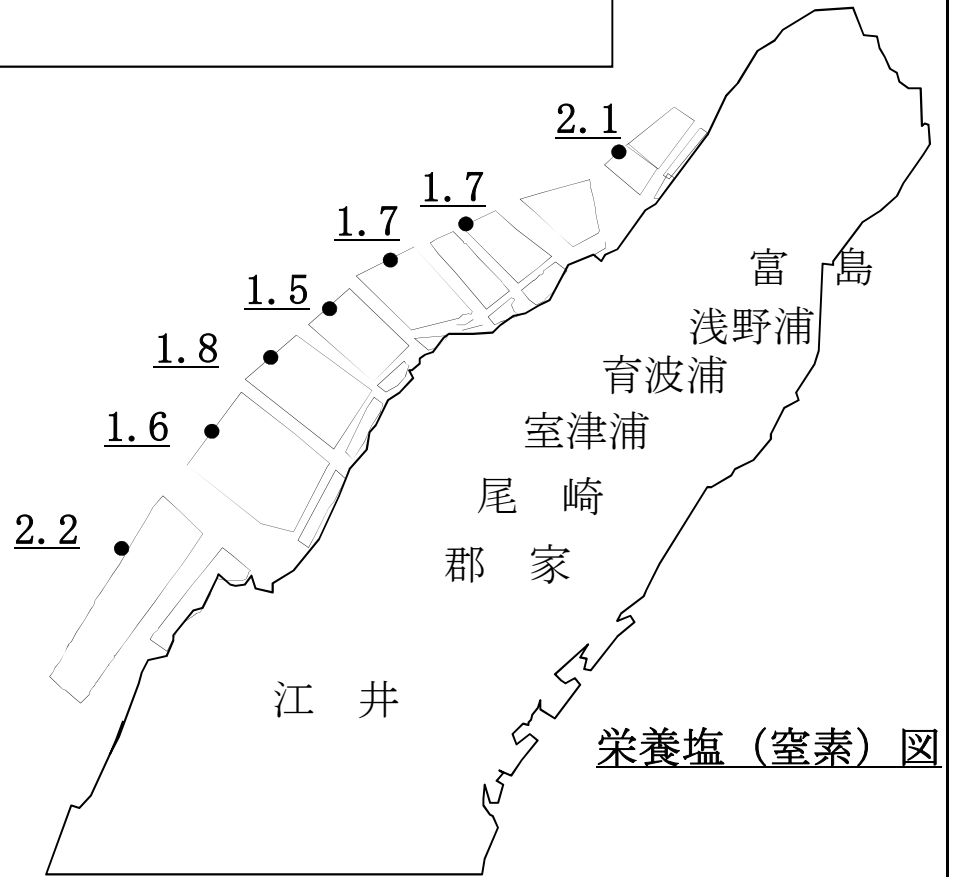 2.1
1.7
1.7
1.5
1.8
1.6
2.2
富　島
浅野浦
育波浦
室津浦
尾　崎
郡　家
江　井
栄養塩（窒素）図